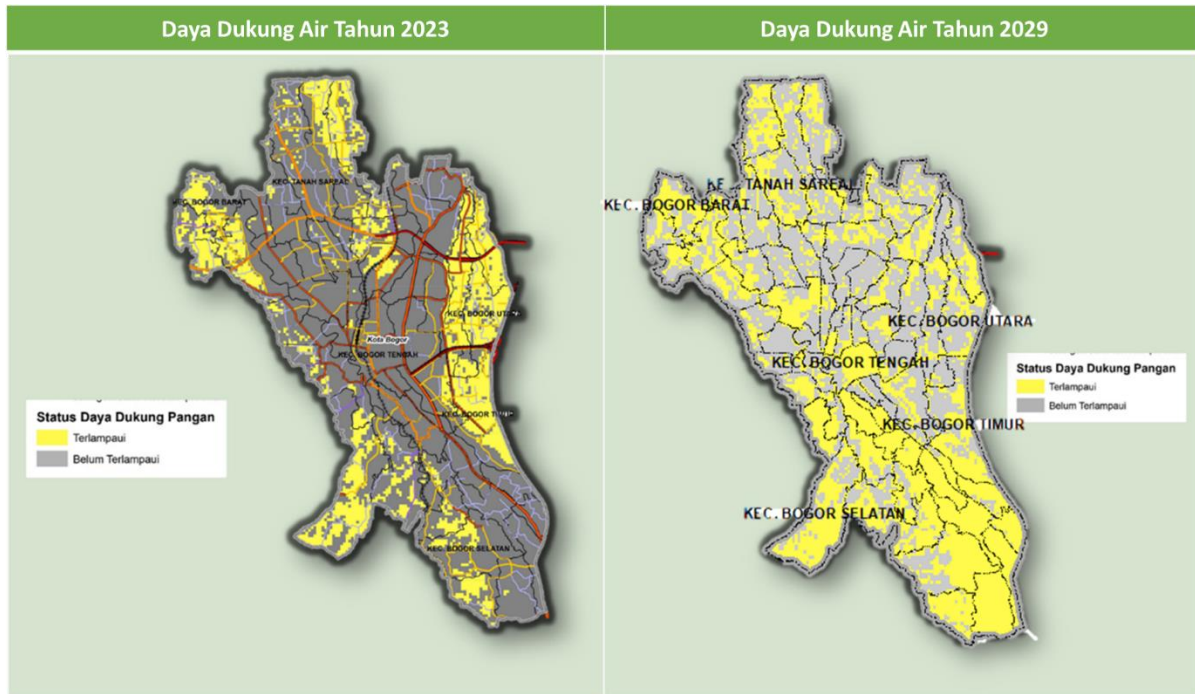 Daya Dukung Air Tahun 2023
Daya Dukung Air Tahun 2029
KEC. TANAH SAREAL
KEC. BOGOR BARAT
KEC. BOGOR UTARA
Kota Bogor
KEC. BOGOR TENGAH
KEC. BOGOR TIMUR
KEC. BOGOR SELATAN
Status Daya Dukung Pangan
Terlampaui
Belum Terlampaui
KE TANAH SAREAL
KEC. BOGOR BARAT
KEC. BOGOR UTARA
KEC. BOGOR TENGAH
KEC. BOGOR TIMUR
KEC. BOGOR SELATAN
Status Daya Dukung Pangan
Terlampaui
Belum Terlampaui